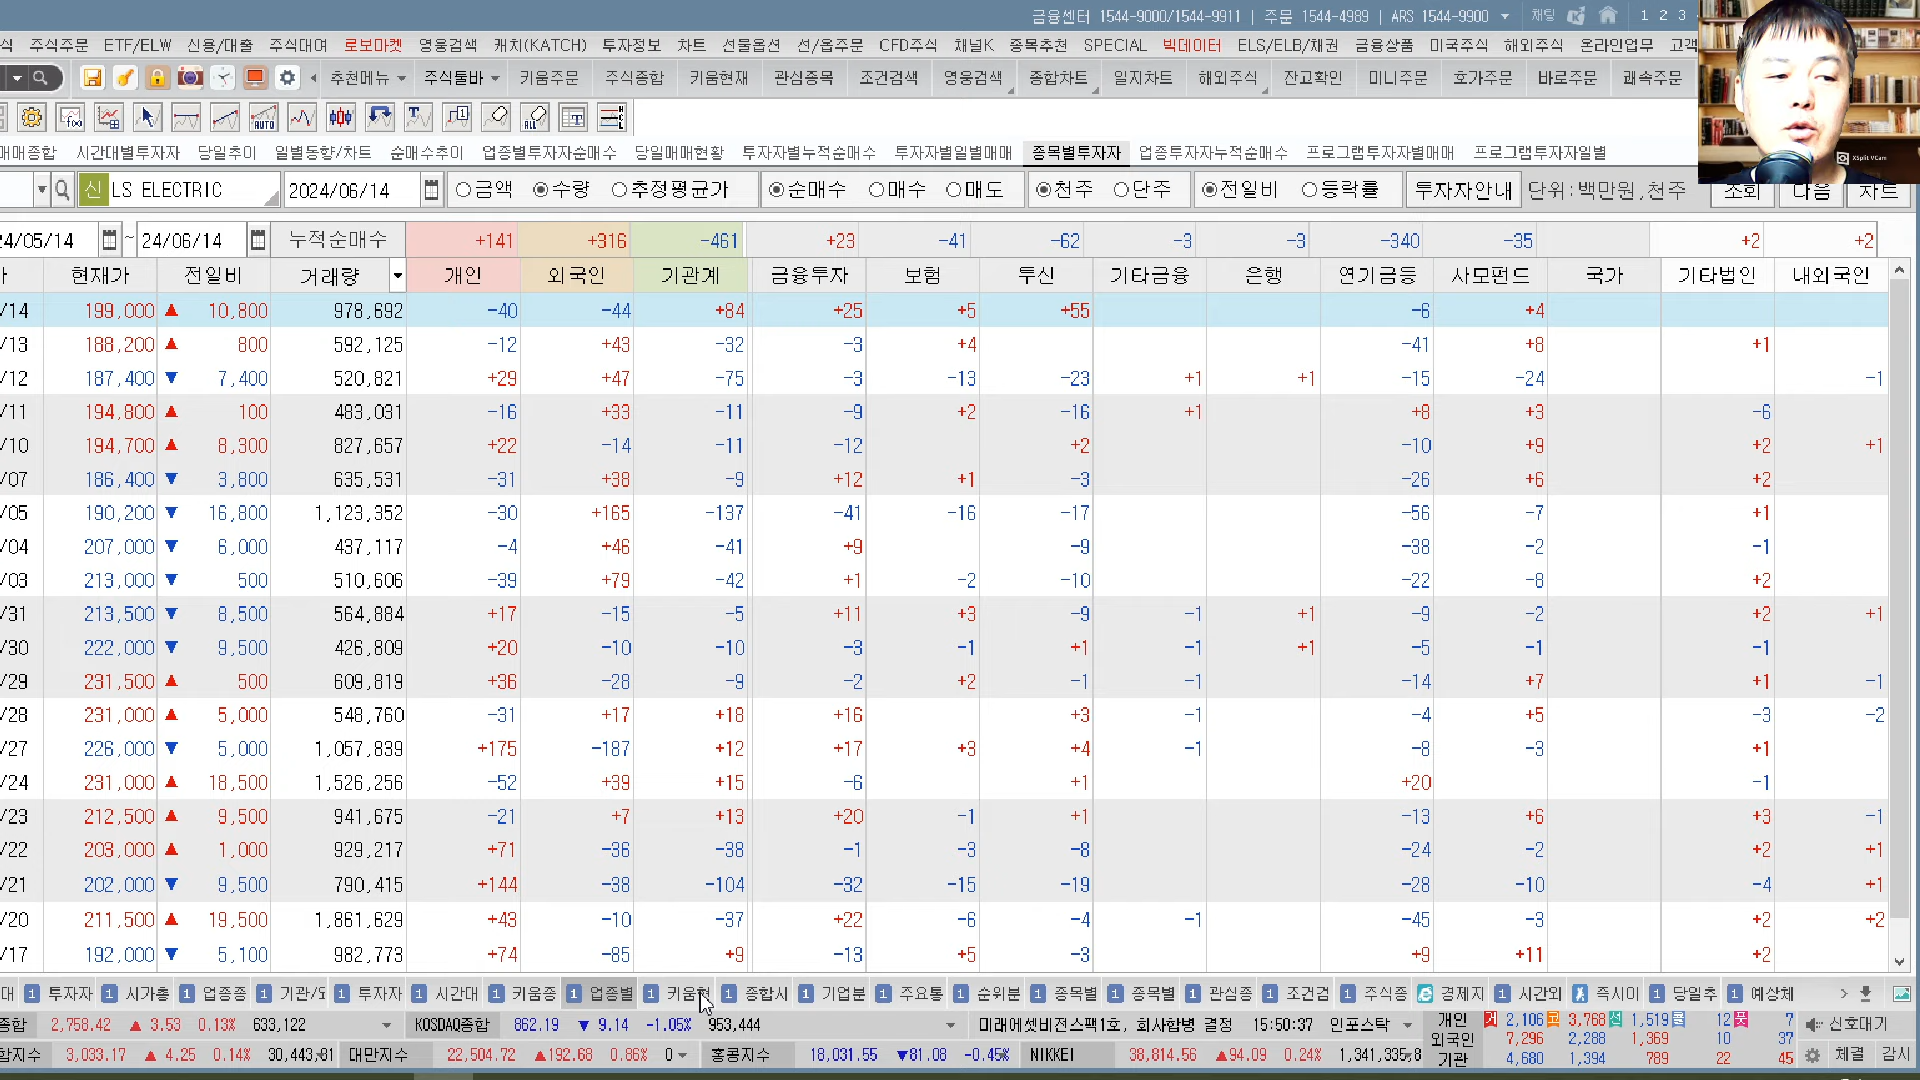 금융센터 1544-9000/1544-9911 | 주문 1544-4989 | ARS 1544-9900 채팅 1 2 3
식 주식주문 ETF/ELW 신용/대출 주식대여 로보마켓 영웅검색 캐치(KATCH) 투자정보 차트 선물옵션 선/옵주문 CFD주식 채널K 종목추천 SPECIAL 빅데이터 ELS/ELB/채권 금융상품 미국주식 해외주식 온라인업무 고객
추천메뉴 주식툴바 키움주문 주식종합 키움현재 관심종목 조건검색 영웅검색 종합차트 일지차트 해외주식 잔고확인 미니주문 호가주문 바로주문 쾌속주문
XSplit VCam
매매종합 시간대별투자자 당일추이 일별동향/차트 순매수추이 업종별투자자순매수 당일매매현황 투자자별누적순매수 투자자별일별매매 종목별투자자 업종투자자누적순매수 프로그램투자자별매매 프로그램투자자일별
신 LS ELECTRIC 2024/06/14 금액 수량 추정평균가 순매수 매수 매도 천주 단주 전일비 등락률 투자자안내 단위:백만원,천주 조회 다음 차트
24/05/14 ~ 24/06/14 누적순매수 +141 +316 -461 +23 -41 -62 -3 -3 -340 -35 +2 +2
현재가 전일비 거래량 개인 외국인 기관계 금융투자 보험 투신 기타금융 은행 연기금등 사모펀드 국가 기타법인 내외국인
/14 199,000 ▲ 10,800 978,692 -40 -44 +84 +25 +5 +55 -6 +4
/13 188,200 ▲ 800 592,125 -12 +43 -32 -3 +4 -41 +8 +1
/12 187,400 ▼ 7,400 520,821 +29 +47 -75 -3 -13 -23 +1 +1 -15 -24 -1
/11 194,800 ▲ 100 483,031 -16 +33 -11 -9 +2 -16 +1 +8 +3 -6
/10 194,700 ▲ 8,300 827,657 +22 -14 -11 -12 +2 -10 +9 +2 +1
/07 186,400 ▼ 3,800 635,531 -31 +38 -9 +12 +1 -3 -26 +6 +2
/05 190,200 ▼ 16,800 1,123,352 -30 +165 -137 -41 -16 -17 -56 -7 +1
/04 207,000 ▼ 6,000 437,117 -4 +46 -41 +9 -9 -38 -2 -1
/03 213,000 ▼ 500 510,606 -39 +79 -42 +1 -2 -10 -22 -8 +2
/31 213,500 ▼ 8,500 564,884 +17 -15 -5 +11 +3 -9 -1 +1 -9 -2 +2 +1
/30 222,000 ▼ 9,500 426,809 +20 -10 -10 -3 -1 +1 -1 +1 -5 -1 -1
/29 231,500 ▲ 500 609,819 +36 -28 -9 -2 +2 -1 -1 -14 +7 +1 -1
/28 231,000 ▲ 5,000 548,760 -31 +17 +18 +16 +3 -1 -4 +5 -3 -2
/27 226,000 ▼ 5,000 1,057,839 +175 -187 +12 +17 +3 +4 -1 -8 -3 +1
/24 231,000 ▲ 18,500 1,526,256 -52 +39 +15 -6 +1 +20 -1
/23 212,500 ▲ 9,500 941,675 -21 +7 +13 +20 -1 +1 -13 +6 +3 -1
/22 203,000 ▲ 1,000 929,217 +71 -36 -38 -1 -3 -8 -24 -2 +2 +1
/21 202,000 ▼ 9,500 790,415 +144 -38 -104 -32 -15 -19 -28 -10 -4 +1
/20 211,500 ▲ 19,500 1,861,629 +43 -10 -37 +22 -6 -4 -1 -45 -3 +2 +2
/17 192,000 ▼ 5,100 982,773 +74 -85 +9 -13 +5 -3 +9 +11 +2
대 1 투자자 1 시가총 1 업종종 1 기관/외 1 투자자 1 시간대 1 키움증 1 업종별 1 키움현 1 종합시 1 기업분 1 주요통 1 순위분 1 종목별 1 종목별 1 관심종 1 조건검 1 주식종 경제지 1 시간외 즉시이 1 당일추 1 예상체
종합 2,758.42 ▲ 3.53 0.13% 633,122 KOSDAQ종합 862.19 ▼ 9.14 -1.05% 953,444 미래에셋비전스팩1호, 회사합병 결정 15:50:37 인포스탁 개인 거 2,106 코 3,768 선 1,519 콜 12 풋 7 신호대기
합지수 3,033.17 ▲ 4.25 0.14% 30,443,81 대만지수 22,504.72 ▲192.68 0.86% 0 홍콩지수 18,031.55 ▼81.08 -0.45% NIKKEI 38,814.56 ▲94.09 0.24% 1,341,335,8 외국인 7,296 2,288 1,369 10 37 체결 감시
기관 4,680 1,394 789 22 45